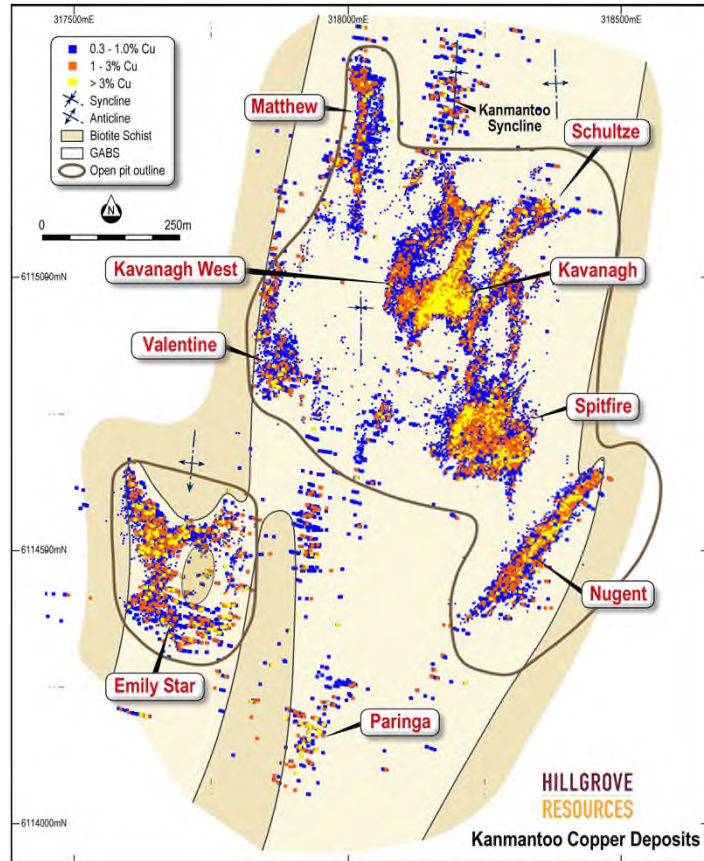 317500mE
318000mE
318500mE
0.3 - 1.0% Cu
1 - 3% Cu
> 3% Cu
Syncline
Anticline
Biotite Schist
GABS
Open pit outline
N
0
250m
Matthew
Kanmantoo
Syncline
Schultze
6115090mN
Kavanagh West
Kavanagh
Valentine
Spitfire
6114590mN
Nugent
Emily Star
Paringa
HILLGROVE
RESOURCES
6114000mN
Kanmantoo Copper Deposits